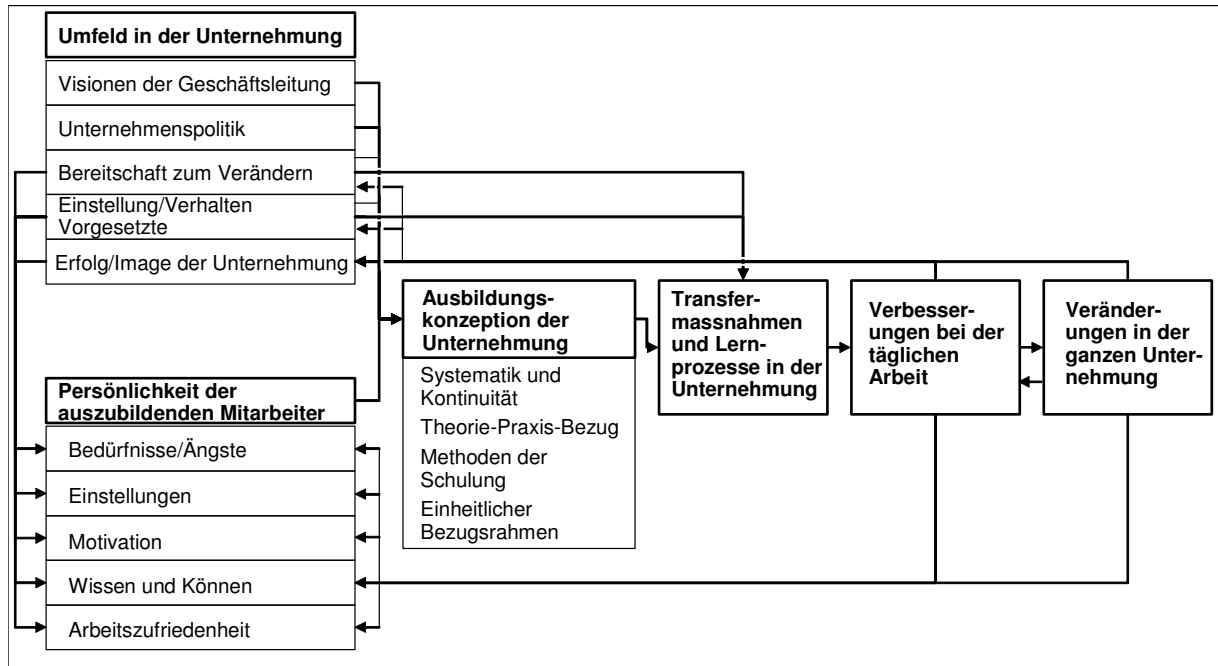 Umfeld in der Unternehmung
Visionen der Geschäftsleitung
Unternehmenspolitik
Bereitschaft zum Verändern
Einstellung/Verhalten
Vorgesetzte
Erfolg/Image der Unternehmung
Persönlichkeit der
auszubildenden Mitarbeiter
Bedürfnisse/Ängste
Einstellungen
Motivation
Wissen und Können
Arbeitszufriedenheit
Ausbildungs-
konzeption der
Unternehmung
Systematik und
Kontinuität
Theorie-Praxis-Bezug
Methoden der
Schulung
Einheitlicher
Bezugsrahmen
Transfer-
massnahmen
und Lern-
prozesse in der
Unternehmung
Verbesser-
ungen bei der
täglichen
Arbeit
Veränder-
ungen in der
ganzen Unter-
nehmung